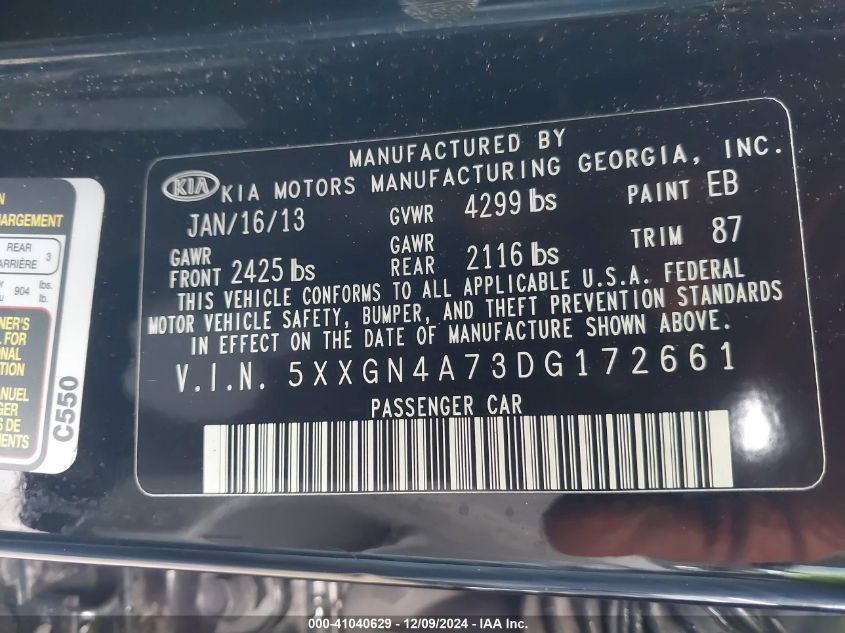 MANUFACTURED BY
KIA KIA MOTORS MANUFACTURING GEORGIA, INC.
JAN/16/13 GVWR 4299 lbs PAINT EB
GAWR FRONT 2425 lbs GAWR REAR 2116 lbs TRIM 87
THIS VEHICLE CONFORMS TO ALL APPLICABLE U.S.A. FEDERAL
MOTOR VEHICLE SAFETY, BUMPER, AND THEFT PREVENTION STANDARDS
IN EFFECT ON THE DATE OF MANUFACTURE SHOWN ABOVE.
V.I.N. 5XXGN4A73DG172661
PASSENGER CAR
REAR 3
904 lbs.
lb.
C550
000-41040629 - 12/09/2024 - IAA Inc.